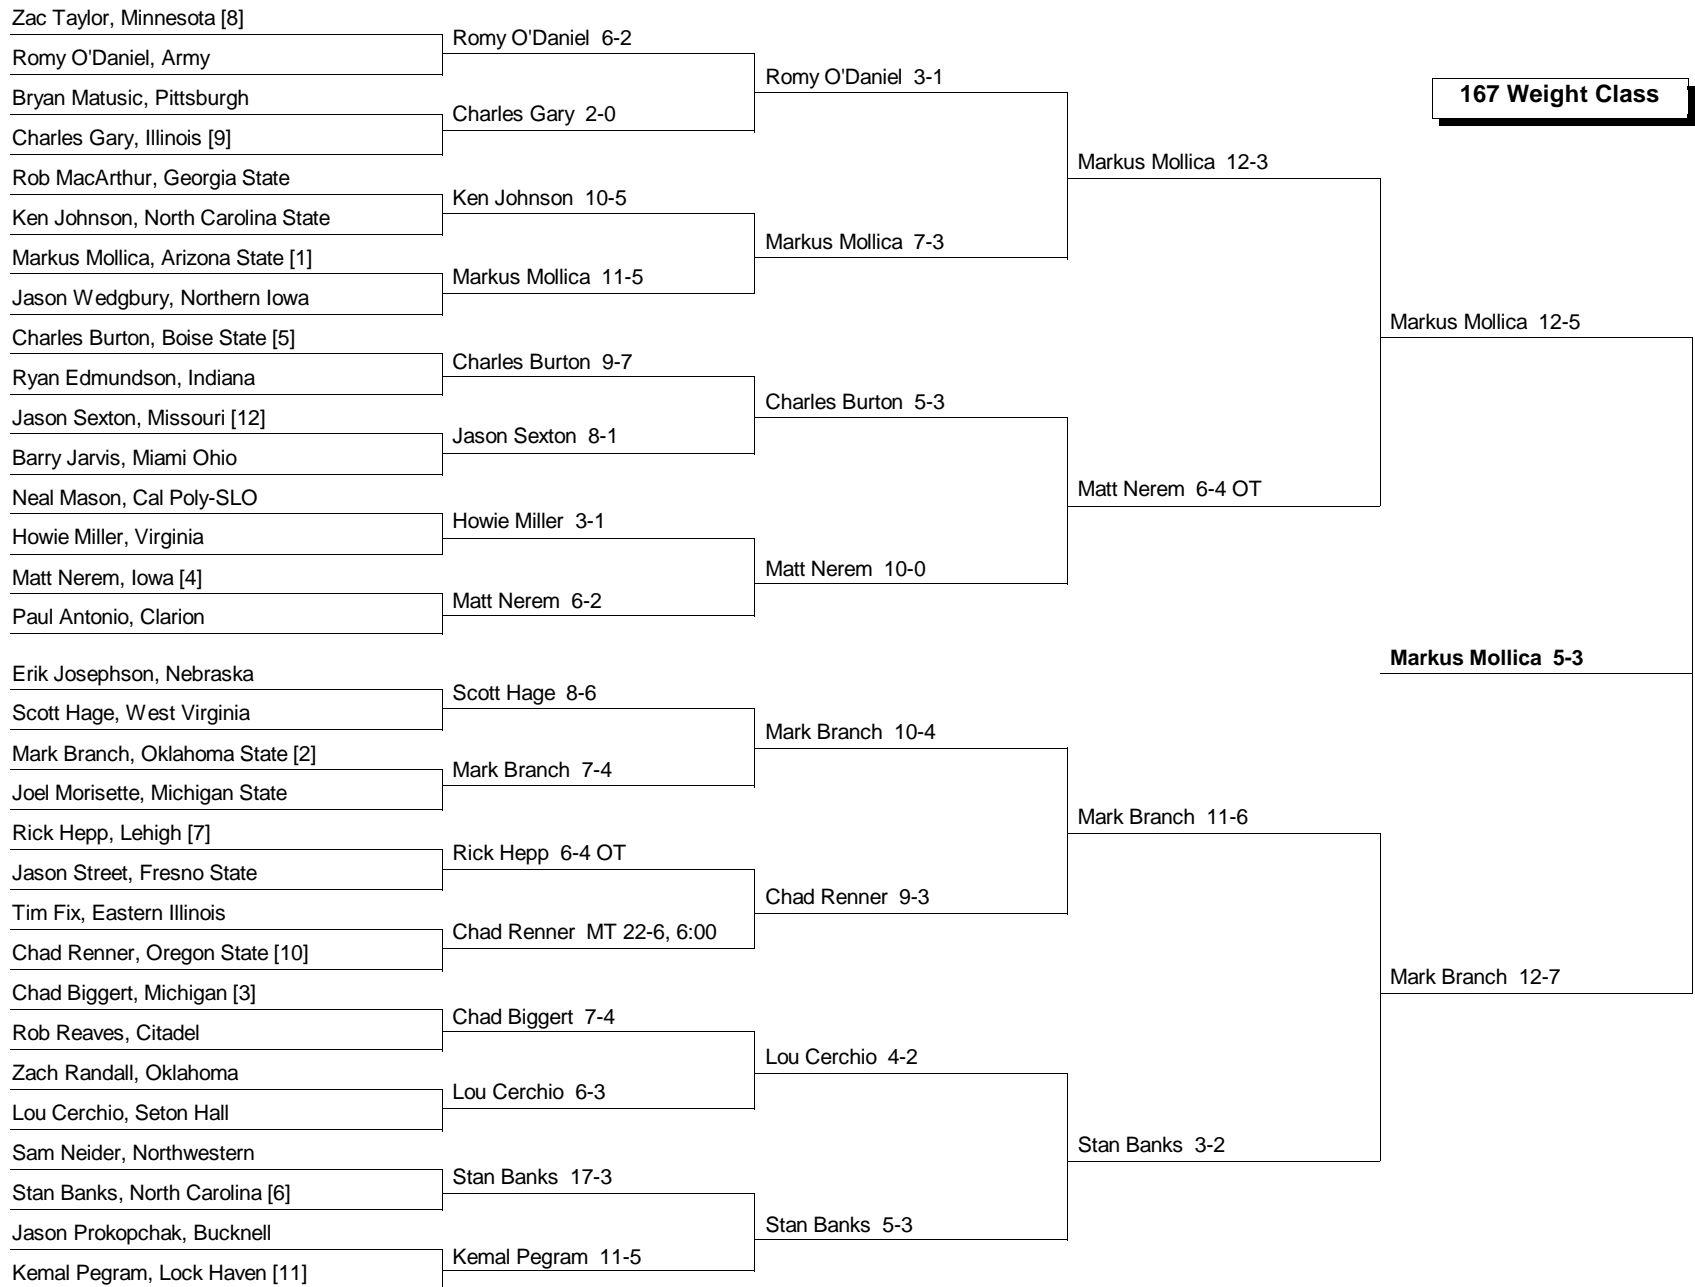 Zac Taylor, Minnesota [8]
Romy O'Daniel, Army
Bryan Matusic, Pittsburgh
Charles Gary, Illinois [9]
Rob MacArthur, Georgia State
Ken Johnson, North Carolina State
Markus Mollica, Arizona State [1]
Jason Wedgbury, Northern Iowa
Charles Burton, Boise State [5]
Ryan Edmundson, Indiana
Jason Sexton, Missouri [12]
Barry Jarvis, Miami Ohio
Neal Mason, Cal Poly-SLO
Howie Miller, Virginia
Matt Nerem, Iowa [4]
Paul Antonio, Clarion
Erik Josephson, Nebraska
Scott Hage, West Virginia
Mark Branch, Oklahoma State [2]
Joel Morisette, Michigan State
Rick Hepp, Lehigh [7]
Jason Street, Fresno State
Tim Fix, Eastern Illinois
Chad Renner, Oregon State [10]
Chad Biggert, Michigan [3]
Rob Reaves, Citadel
Zach Randall, Oklahoma
Lou Cerchio, Seton Hall
Sam Neider, Northwestern
Stan Banks, North Carolina [6]
Jason Prokopchak, Bucknell
Kemal Pegram, Lock Haven [11]
Romy O'Daniel 6-2
Charles Gary 2-0
Ken Johnson 10-5
Markus Mollica 11-5
Charles Burton 9-7
Jason Sexton 8-1
Howie Miller 3-1
Matt Nerem 6-2
Scott Hage 8-6
Mark Branch 7-4
Rick Hepp 6-4 OT
Chad Renner MT 22-6, 6:00
Chad Biggert 7-4
Lou Cerchio 6-3
Stan Banks 17-3
Kemal Pegram 11-5
Romy O'Daniel 3-1
Markus Mollica 7-3
Charles Burton 5-3
Matt Nerem 10-0
Mark Branch 10-4
Chad Renner 9-3
Lou Cerchio 4-2
Stan Banks 5-3
Markus Mollica 12-3
Matt Nerem 6-4 OT
Mark Branch 11-6
Stan Banks 3-2
167 Weight Class
Markus Mollica 12-5
Markus Mollica 5-3
Mark Branch 12-7